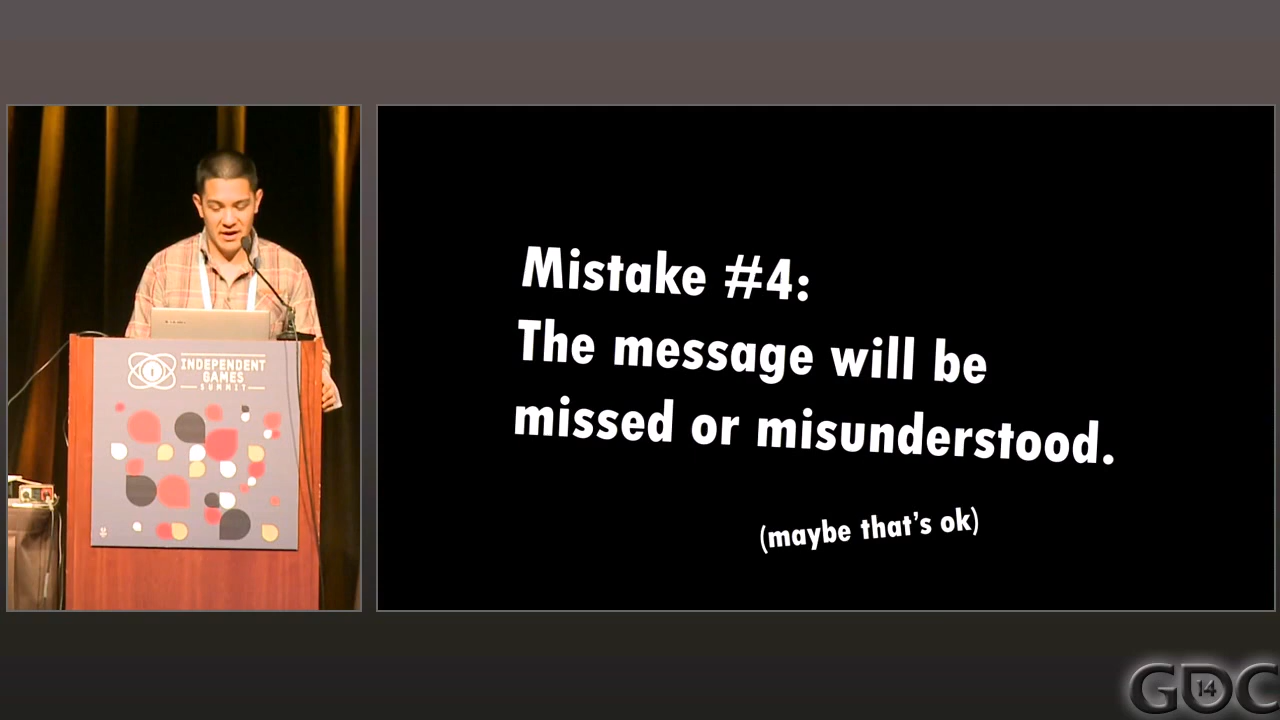 Mistake #4:
The message will be
missed or misunderstood.
(maybe that's ok)
INDEPENDENT
GAMES
SUMMIT
GDC
14